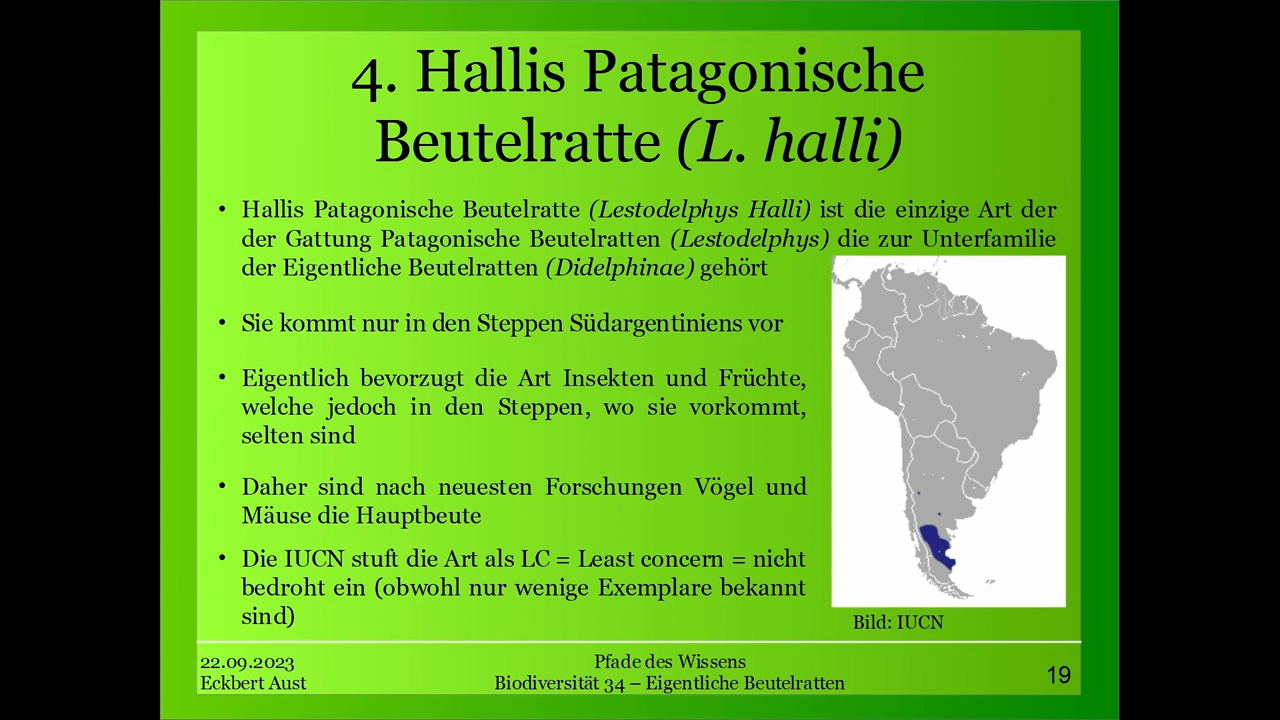 4. Hallis Patagonische
Beutelratte (L. halli)
• Hallis Patagonische Beutelratte (Lestodelphys Halli) ist die einzige Art der
der Gattung Patagonische Beutelratten (Lestodelphys) die zur Unterfamilie
der Eigentliche Beutelratten (Didelphinae) gehört
• Sie kommt nur in den Steppen Südargentiniens vor
• Eigentlich bevorzugt die Art Insekten und Früchte,
welche jedoch in den Steppen, wo sie vorkommt,
selten sind
• Daher sind nach neuesten Forschungen Vögel und
Mäuse die Hauptbeute
• Die IUCN stuft die Art als LC = Least concern = nicht
bedroht ein (obwohl nur wenige Exemplare bekannt
sind)
Bild: IUCN
22.09.2023
Eckbert Aust
Pfade des Wissens
Biodiversität 34 – Eigentliche Beutelratten
19